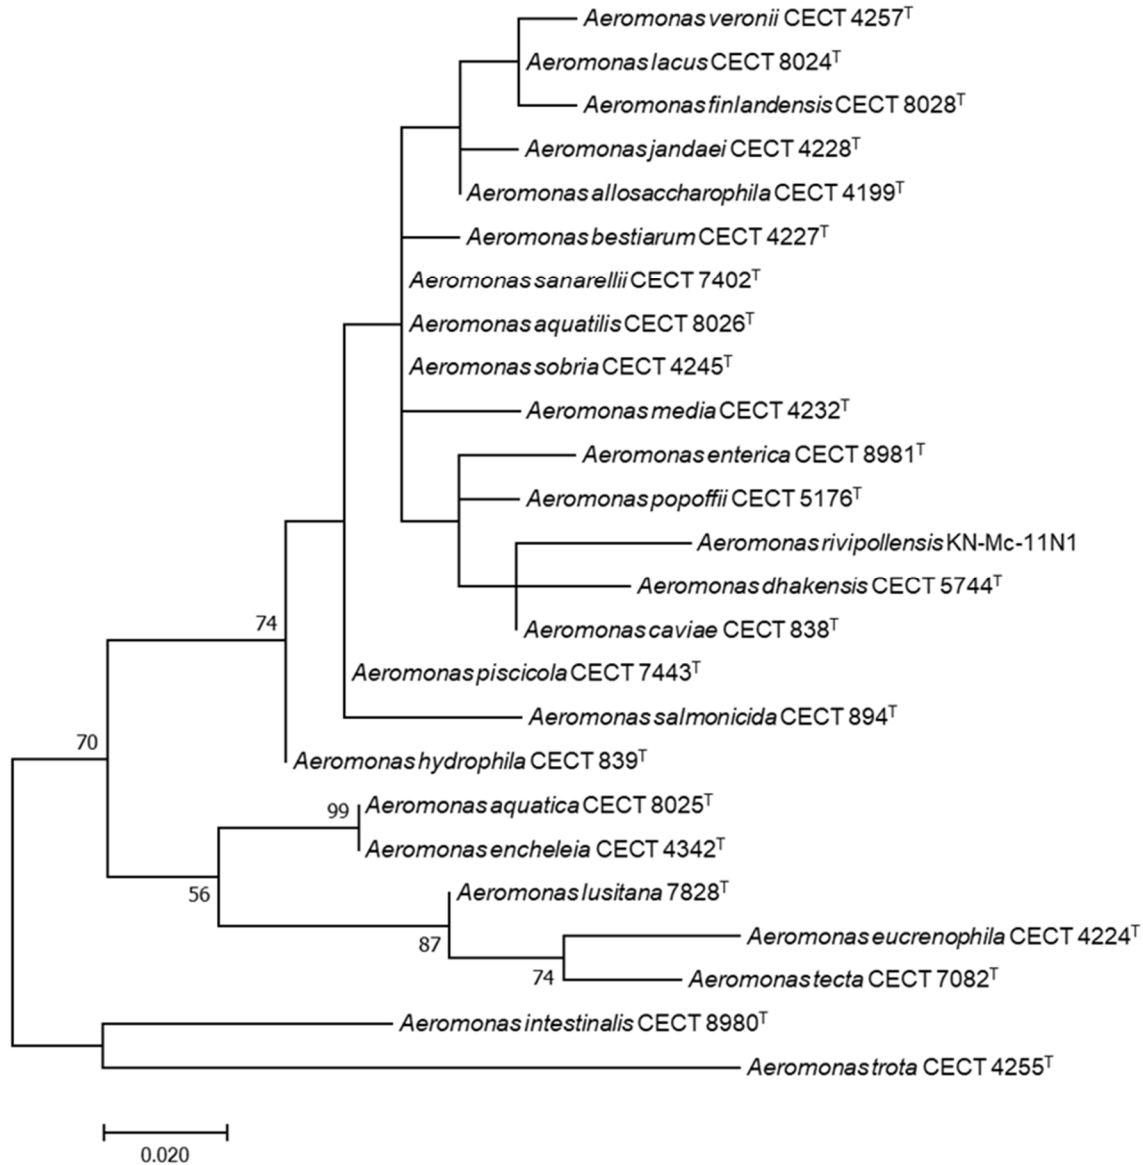 Aeromonas veronii CECT 4257T
Aeromonas lacus CECT 8024T
Aeromonas finlandensis CECT 8028T
Aeromonas jandaei CECT 4228T
Aeromonas allosaccharophila CECT 4199T
Aeromonas bestiarum CECT 4227T
Aeromonas sanarellii CECT 7402T
Aeromonas aquatilis CECT 8026T
Aeromonas sobria CECT 4245T
Aeromonas media CECT 4232T
Aeromonas enterica CECT 8981T
Aeromonas popoffii CECT 5176T
Aeromonas rivipollensis KN-Mc-11N1
Aeromonas dhakensis CECT 5744T
Aeromonas caviae CECT 838T
74
Aeromonas piscicola CECT 7443T
Aeromonas salmonicida CECT 894T
70
Aeromonas hydrophila CECT 839T
99
Aeromonas aquatica CECT 8025T
Aeromonas encheleia CECT 4342T
56
Aeromonas lusitana 7828T
87
Aeromonas eucrenophila CECT 4224T
74
Aeromonas tecta CECT 7082T
Aeromonas intestinalis CECT 8980T
Aeromonas trota CECT 4255T
0.020